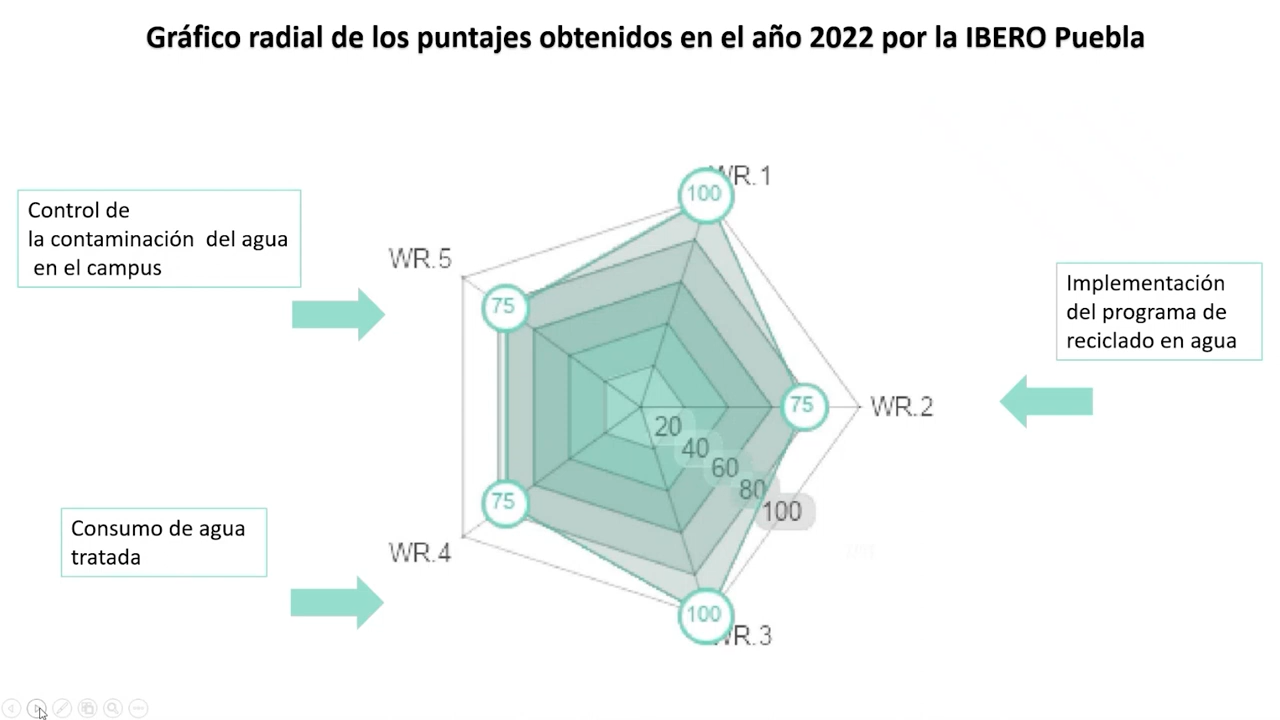 Gráfico radial de los puntajes obtenidos en el año 2022 por la IBERO Puebla
Control de
la contaminación del agua
en el campus
Consumo de agua
tratada
Implementación
del programa de
reciclado en agua
WR.1
100
WR.5
75
75
WR.2
20
40
60
80
100
75
WR.4
100
WR.3